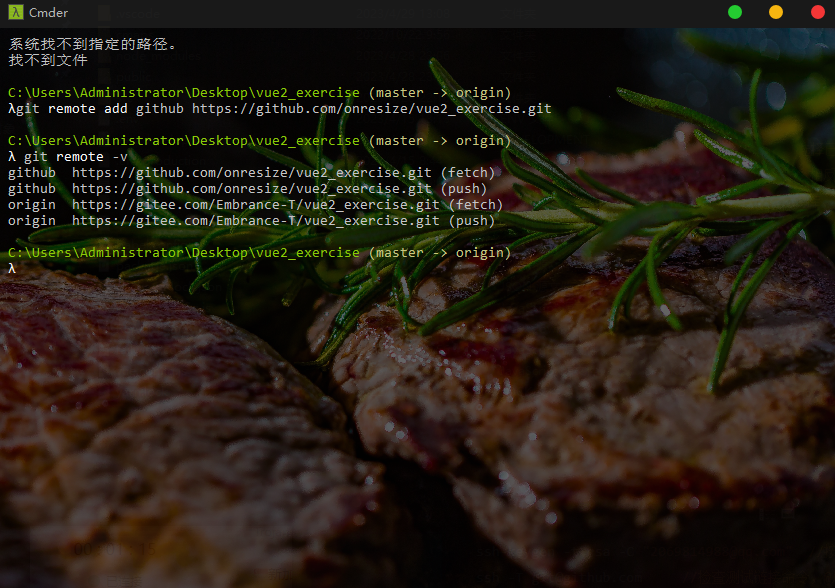 Cmder
系统找不到指定的路径。
找不到文件
C:\Users\Administrator\Desktop\vue2_exercise (master -> origin)
λgit remote add github https://github.com/onresize/vue2_exercise.git
C:\Users\Administrator\Desktop\vue2_exercise (master -> origin)
λ git remote -v
github  https://github.com/onresize/vue2_exercise.git (fetch)
github  https://github.com/onresize/vue2_exercise.git (push)
origin  https://gitee.com/Embrance-T/vue2_exercise.git (fetch)
origin  https://gitee.com/Embrance-T/vue2_exercise.git (push)
C:\Users\Administrator\Desktop\vue2_exercise (master -> origin)
λ